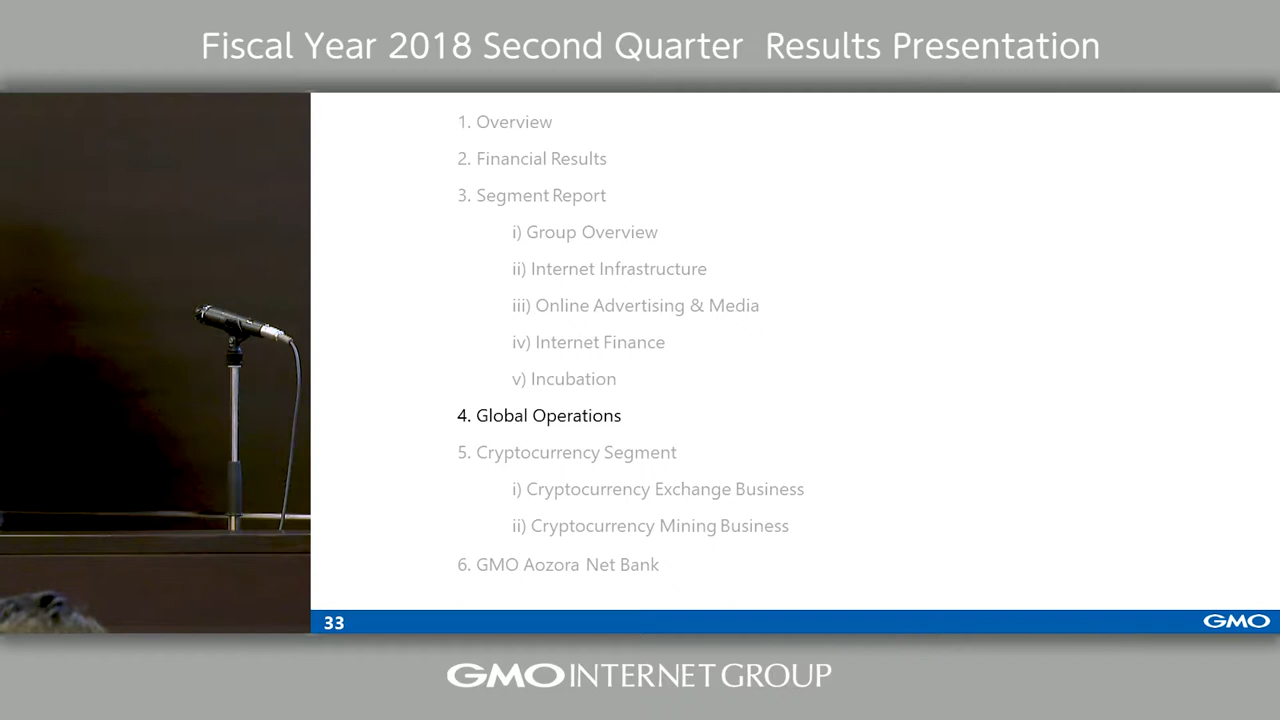 Fiscal Year 2018 Second Quarter Results Presentation
1. Overview
2. Financial Results
3. Segment Report
i) Group Overview
ii) Internet Infrastructure
iii) Online Advertising & Media
iv) Internet Finance
v) Incubation
4. Global Operations
5. Cryptocurrency Segment
i) Cryptocurrency Exchange Business
ii) Cryptocurrency Mining Business
6. GMO Aozora Net Bank
33
GMO
GMO INTERNET GROUP